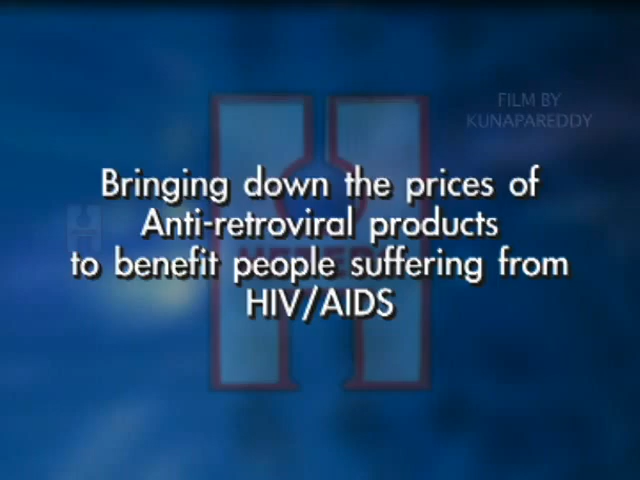 FILM BY
KUNAPAREDDY
Bringing down the prices of
Anti-retroviral products
to benefit people suffering from
HIV/AIDS